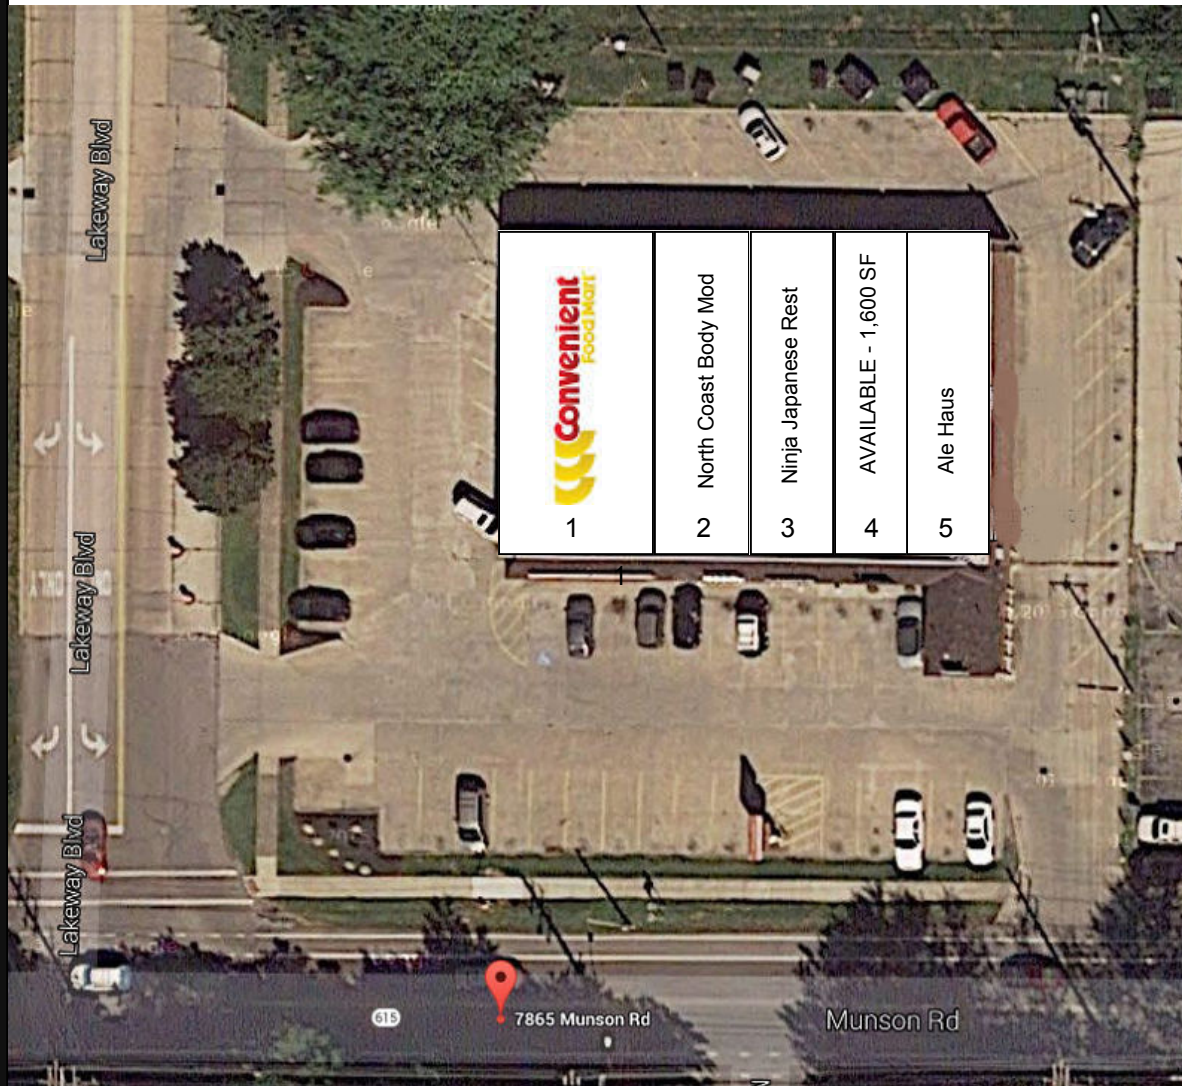 Lakeway Blvd
Convenient
Food Mart
North Coast Body Mod
Ninja Japanese Rest
AVAILABLE - 1,600 SF
Ale Haus
1
2
3
4
5
Lakeway Blvd
ONLY
Lakeway Blvd
615
7865 Munson Rd
Munson Rd